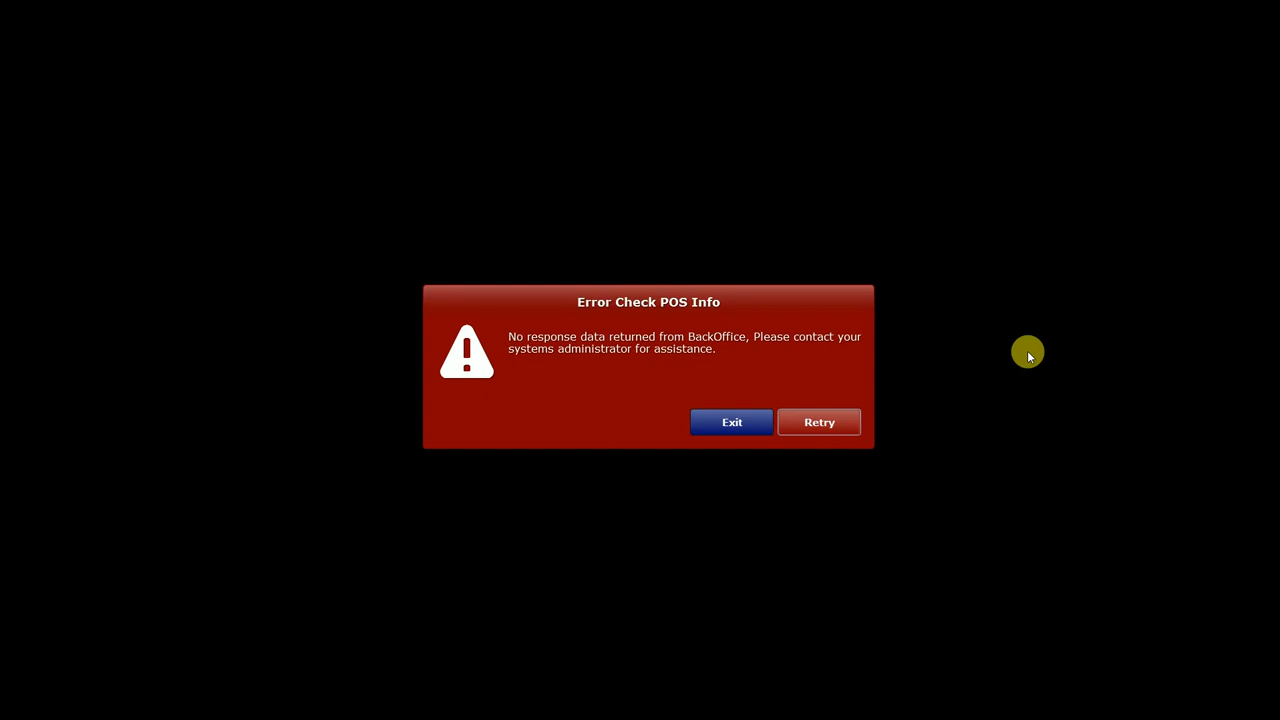 Error Check POS Info
No response data returned from BackOffice, Please contact your
systems administrator for assistance.
Exit
Retry